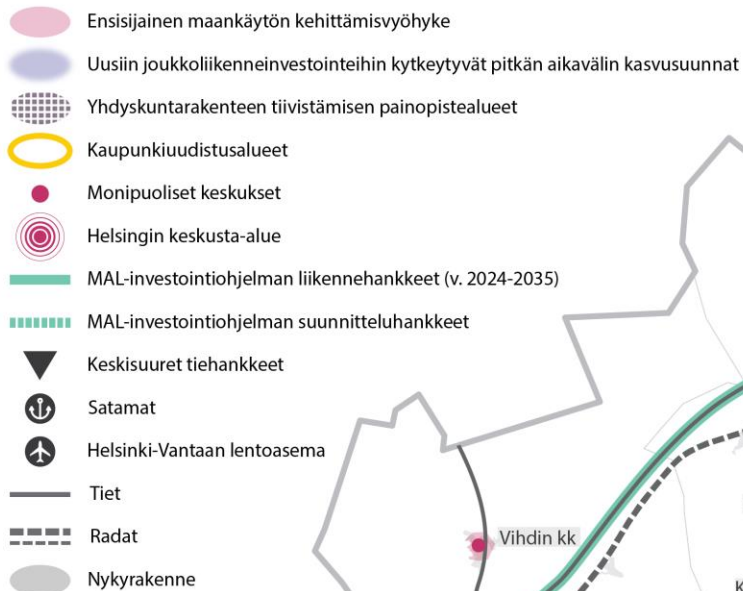 Ensisijainen maankäytön kehittämisvyöhyke
Uusiin joukkoliikenneinvestointeihin kytkeytyvät pitkän aikavälin kasvusuunnat
Yhdyskuntarakenteen tiivistämisen painopistealueet
Kaupunkiuudistusalueet
Monipuoliset keskukset
Helsingin keskusta-alue
MAL-investointiohjelman liikennehankkeet (v. 2024-2035)
MAL-investointiohjelman suunnitteluhankkeet
Keskisuuret tiehankkeet
Satamat
Helsinki-Vantaan lentoasema
Tiet
Radat
Nykyrakenne
Vihdin kk